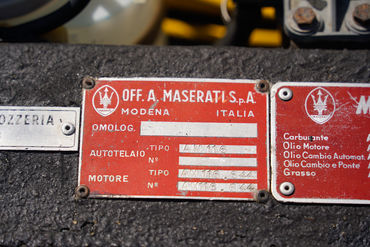 OZZERIA
OFF. A. MASERATI S.p.A.
MODENA ITALIA
OMOLOG.
AUTOTELAIO TIPO
N°
MOTORE TIPO
N°
M
Carburante
Olio Motore
Olio Cambio Automat.
Olio Cambio e Ponte
Grasso